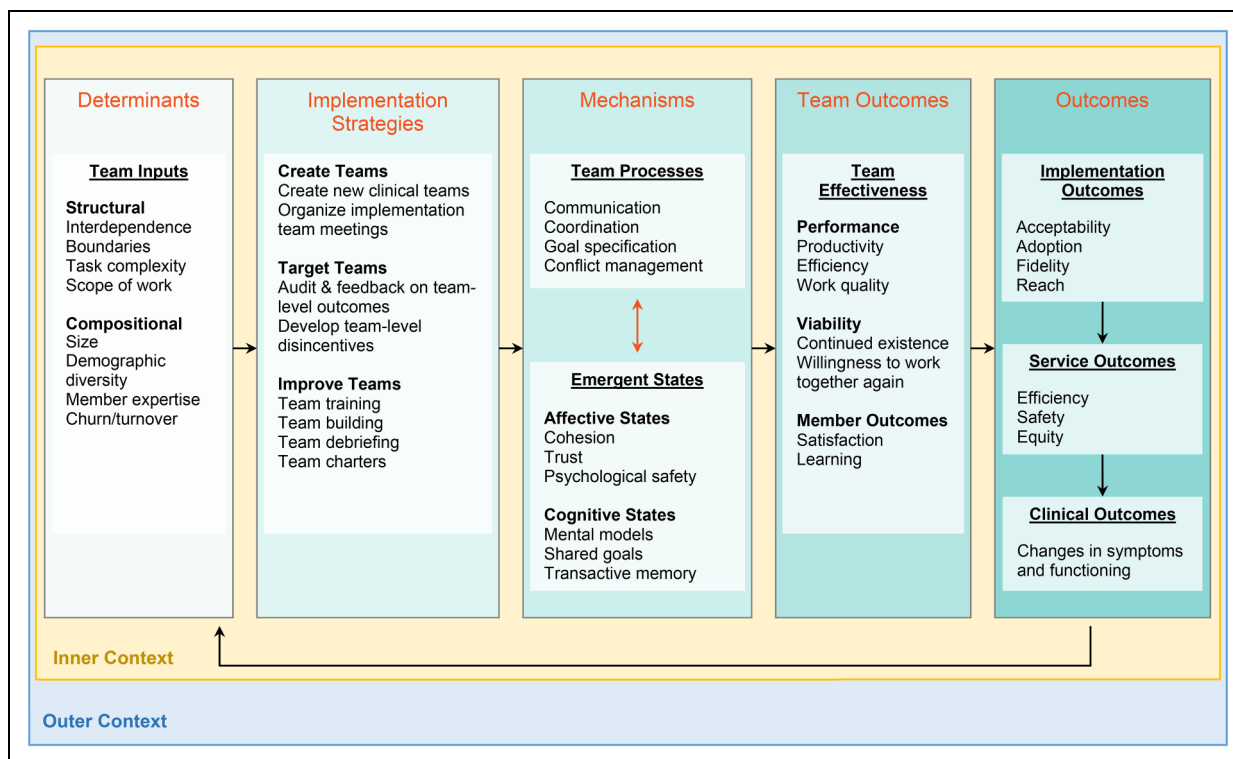 Determinants
Team Inputs
Structural
Interdependence
Boundaries
Task complexity
Scope of work
Compositional
Size
Demographic
diversity
Member expertise
Churn/turnover
Implementation
Strategies
Create Teams
Create new clinical teams
Organize implementation
team meetings
Target Teams
Audit & feedback on team-
level outcomes
Develop team-level
disincentives
Improve Teams
Team training
Team building
Team debriefing
Team charters
Mechanisms
Team Processes
Communication
Coordination
Goal specification
Conflict management
Emergent States
Affective States
Cohesion
Trust
Psychological safety
Cognitive States
Mental models
Shared goals
Transactive memory
Team Outcomes
Team
Effectiveness
Performance
Productivity
Efficiency
Work quality
Viability
Continued existence
Willingness to work
together again
Member Outcomes
Satisfaction
Learning
Outcomes
Implementation
Outcomes
Acceptability
Adoption
Fidelity
Reach
Service Outcomes
Efficiency
Safety
Equity
Clinical Outcomes
Changes in symptoms
and functioning
Inner Context
Outer Context